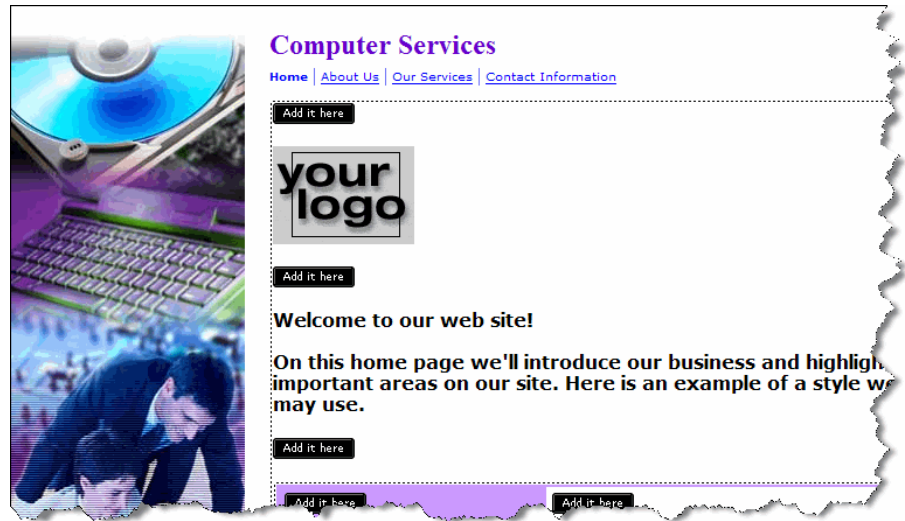 Computer Services
Home | About Us | Our Services | Contact Information
Add it here
your
logo
Add it here
Welcome to our web site!
On this home page we'll introduce our business and
important areas on our site. Here is an example of a style
may use.
Add it here
Add it here Add it here